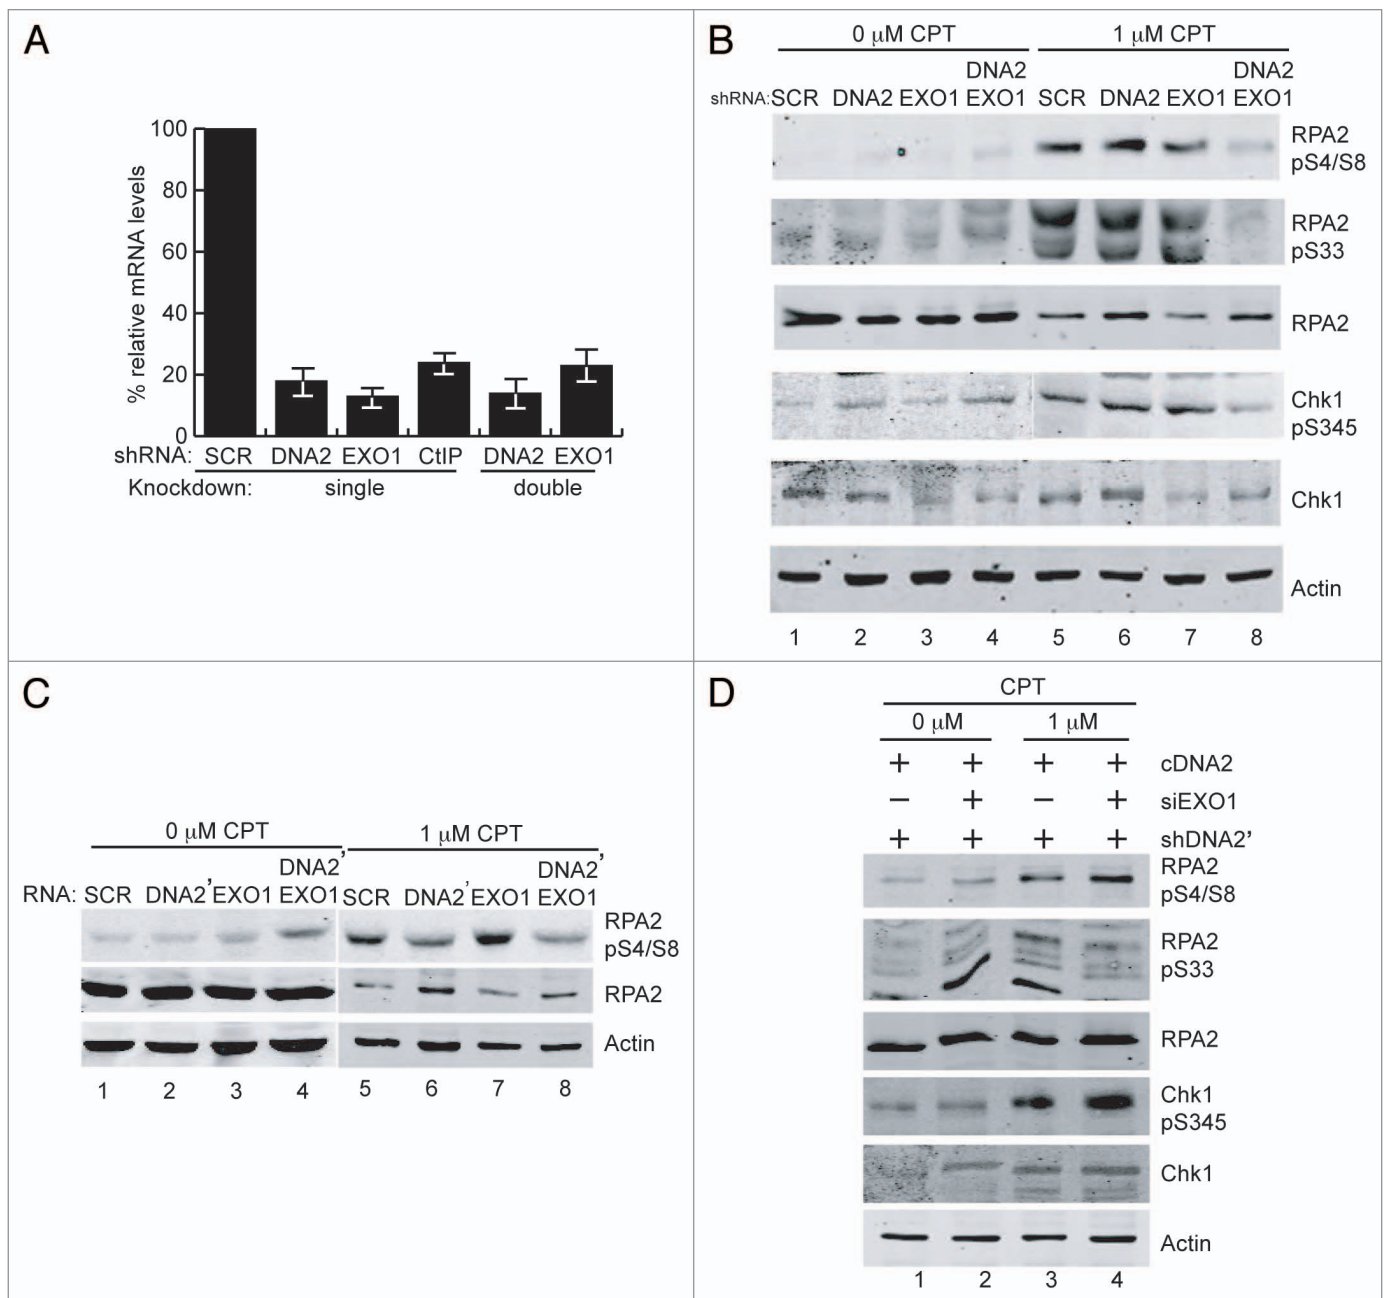 A
100
80
60
40
20
0
% relative mRNA levels
shRNA: SCR DNA2 EXO1 CtIP DNA2 EXO1
Knockdown: single double
B
0 μM CPT 1 μM CPT
DNA2 DNA2
shRNA: SCR DNA2 EXO1 EXO1 SCR DNA2 EXO1 EXO1
RPA2
pS4/S8
RPA2
pS33
RPA2
Chk1
pS345
Chk1
Actin
1 2 3 4 5 6 7 8
C
0 μM CPT 1 μM CPT
DNA2' DNA2'
RNA: SCR DNA2' EXO1 EXO1 SCR DNA2' EXO1 EXO1
RPA2
pS4/S8
RPA2
Actin
1 2 3 4 5 6 7 8
D
CPT
0 μM 1 μM
+ + + + cDNA2
− + − + siEXO1
+ + + + shDNA2'
RPA2
pS4/S8
RPA2
pS33
RPA2
Chk1
pS345
Chk1
Actin
1 2 3 4